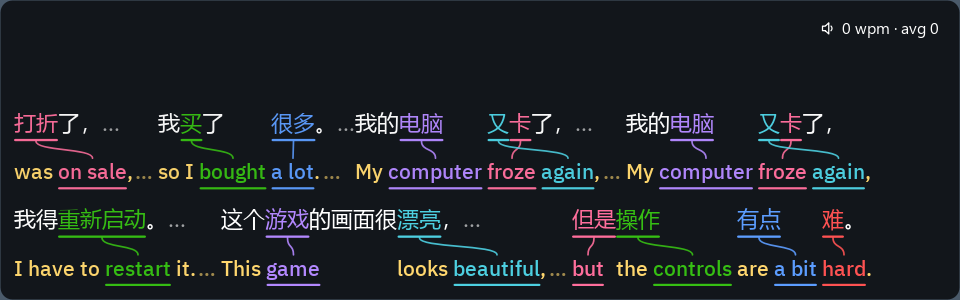 0 wpm · avg 0
打折了，… 我买了 很多。…我的电脑 又卡了，… 我的电脑 又卡了，
was on sale,… so I bought a lot.… My computer froze again,… My computer froze again,
我得重新启动。… 这个游戏的画面很漂亮，… 但是操作 有点 难。
I have to restart it.… This game looks beautiful,… but the controls are a bit hard.